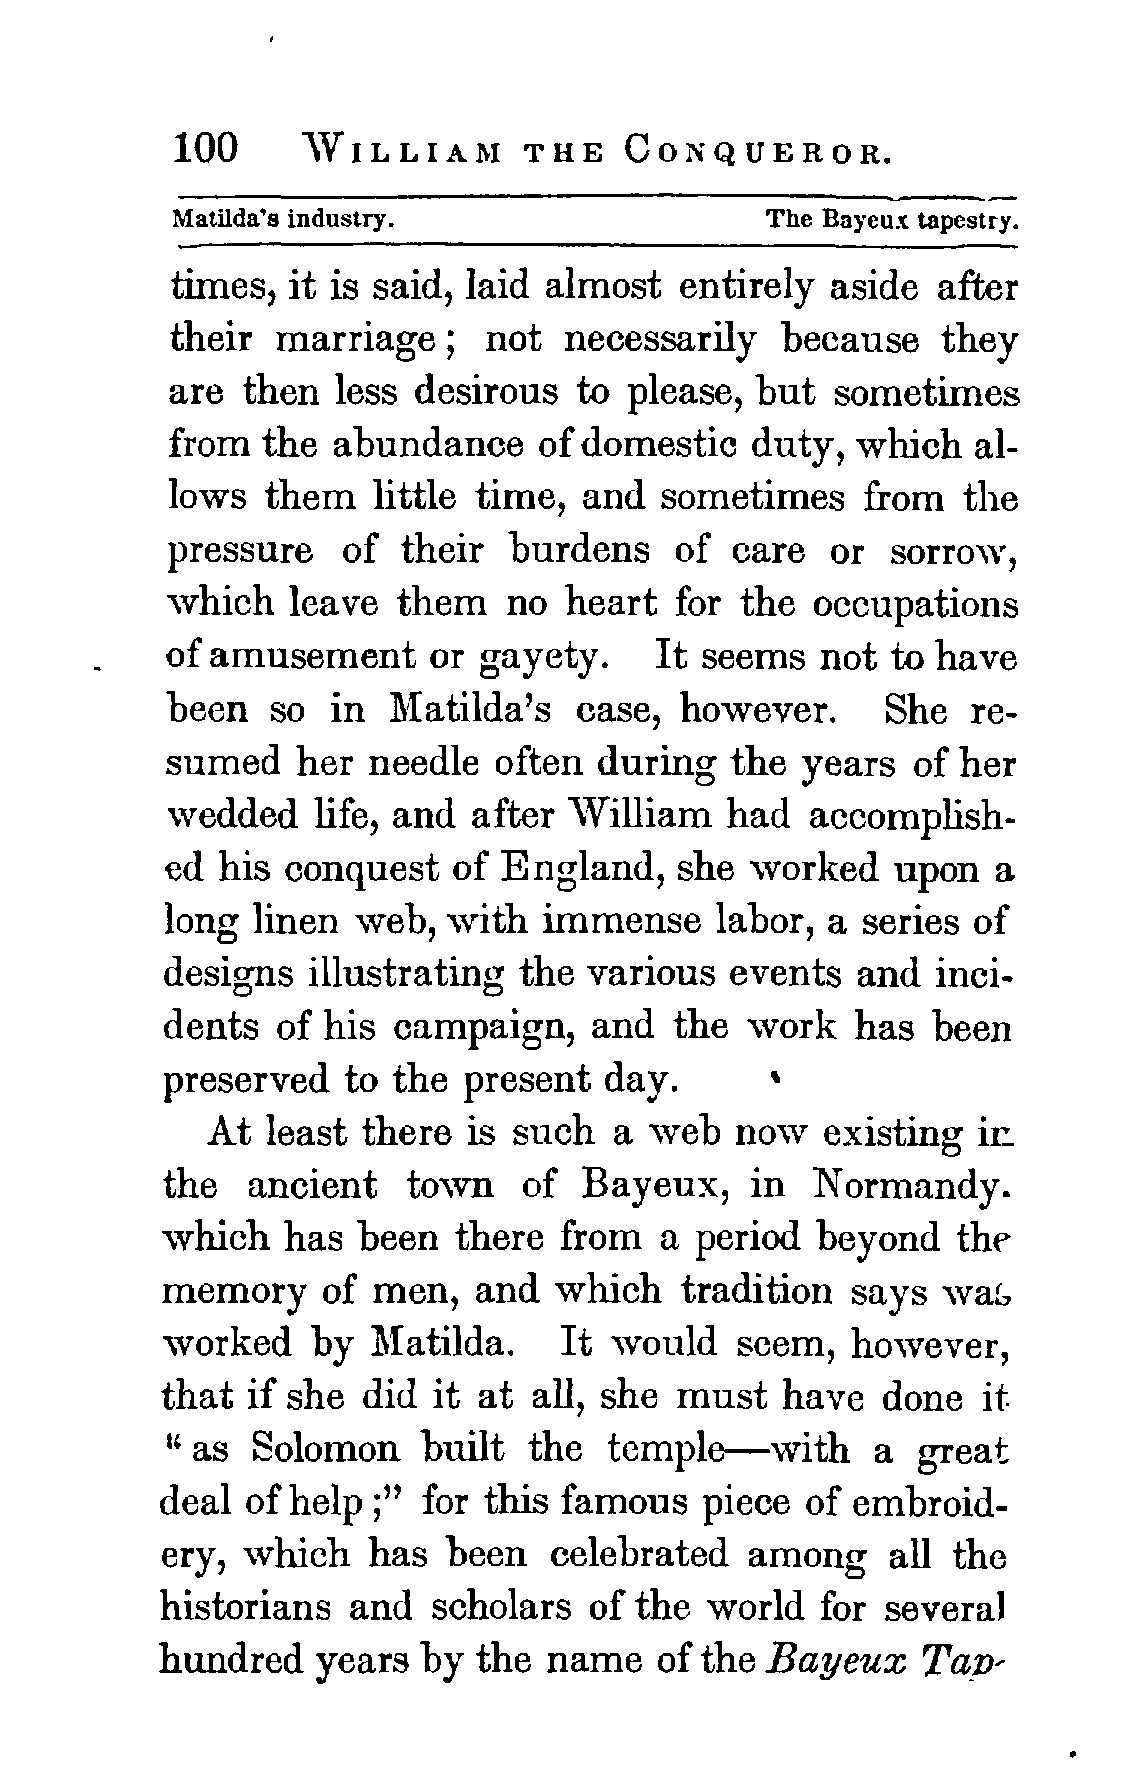 100 WILLIAM THE CONQUEROR.
Matilda's industry. The Bayeux tapestry.
times, it is said, laid almost entirely aside after
their marriage; not necessarily because they
are then less desirous to please, but sometimes
from the abundance of domestic duty, which al-
lows them little time, and sometimes from the
pressure of their burdens of care or sorrow,
which leave them no heart for the occupations
of amusement or gayety. It seems not to have
been so in Matilda's case, however. She re-
sumed her needle often during the years of her
wedded life, and after William had accomplish-
ed his conquest of England, she worked upon a
long linen web, with immense labor, a series of
designs illustrating the various events and inci-
dents of his campaign, and the work has been
preserved to the present day.
At least there is such a web now existing in
the ancient town of Bayeux, in Normandy.
which has been there from a period beyond the
memory of men, and which tradition says was
worked by Matilda. It would seem, however,
that if she did it at all, she must have done it
"as Solomon built the temple—with a great
deal of help;" for this famous piece of embroid-
ery, which has been celebrated among all the
historians and scholars of the world for several
hundred years by the name of the Bayeux Tap-